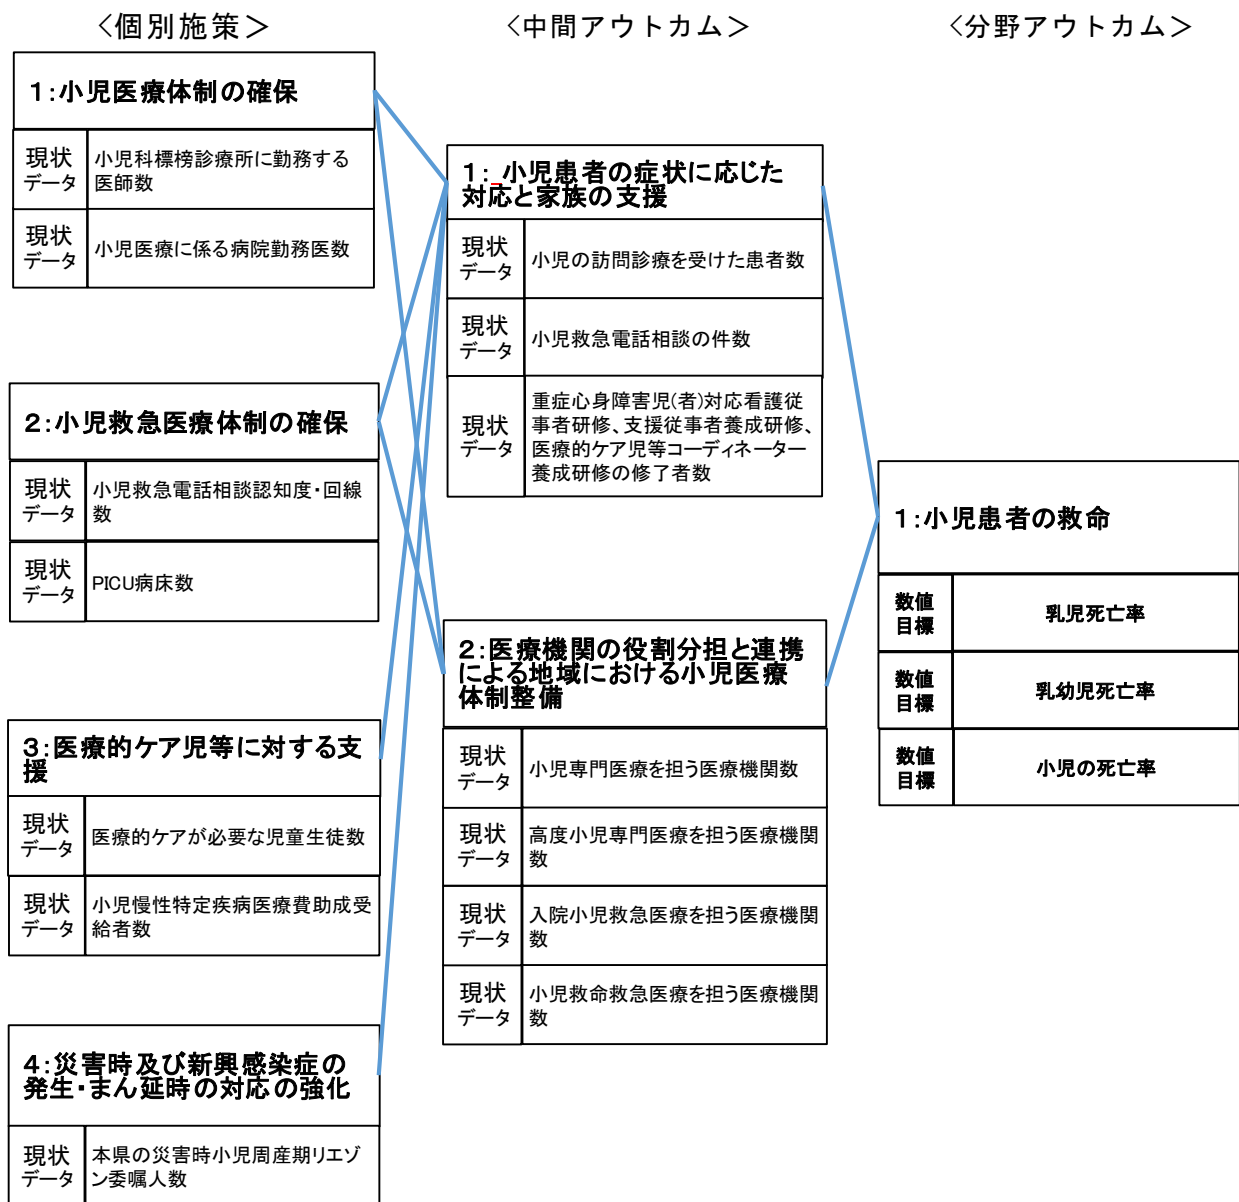 <個別施策>
<中間アウトカム>
<分野アウトカム>
1:小児医療体制の確保
現状
データ
小児科標榜診療所に勤務する
医師数
現状
データ
小児医療に係る病院勤務医数
2:小児救急医療体制の確保
現状
データ
小児救急電話相談認知度・回線
数
現状
データ
PICU病床数
3:医療的ケア児等に対する支
援
現状
データ
医療的ケアが必要な児童生徒数
現状
データ
小児慢性特定疾病医療費助成受
給者数
4:災害時及び新興感染症の
発生・まん延時の対応の強化
現状
データ
本県の災害時小児周産期リエゾ
ン委嘱人数
1: 小児患者の症状に応じた
対応と家族の支援
現状
データ
小児の訪問診療を受けた患者数
現状
データ
小児救急電話相談の件数
現状
データ
重症心身障害児(者)対応看護従
事者研修、支援従事者養成研修、
医療的ケア児等コーディネーター
養成研修の修了者数
2:医療機関の役割分担と連携
による地域における小児医療
体制整備
現状
データ
小児専門医療を担う医療機関数
現状
データ
高度小児専門医療を担う医療機関
数
現状
データ
入院小児救急医療を担う医療機関
数
現状
データ
小児救命救急医療を担う医療機関
数
1:小児患者の救命
数値
目標
乳児死亡率
数値
目標
乳幼児死亡率
数値
目標
小児の死亡率